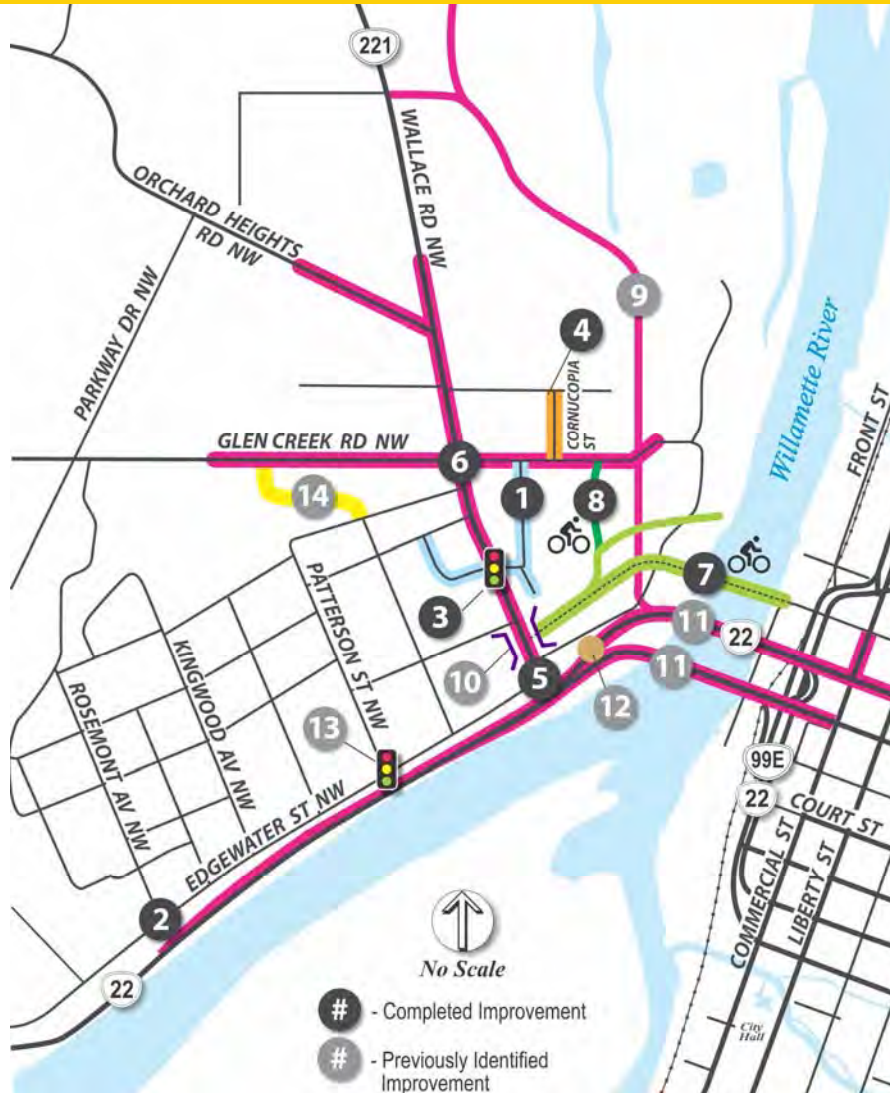 221
WALLACE RD NW
ORCHARD HEIGHTS
RD NW
PARKWAY DR NW
9
4
CORNUCOPIA
ST
Willamette River
FRONT ST
GLEN CREEK RD NW
6
14
1
8
7
3
PATTERSON ST NW
KINGWOOD AV NW
ROSEMONT AV NW
10
5
11
22
11
12
13
EDGEWATER ST NW
99E
22
COURT ST
COMMERCIAL ST
LIBERTY ST
2
22
No Scale
# - Completed Improvement
# - Previously Identified
Improvement
City
Hall